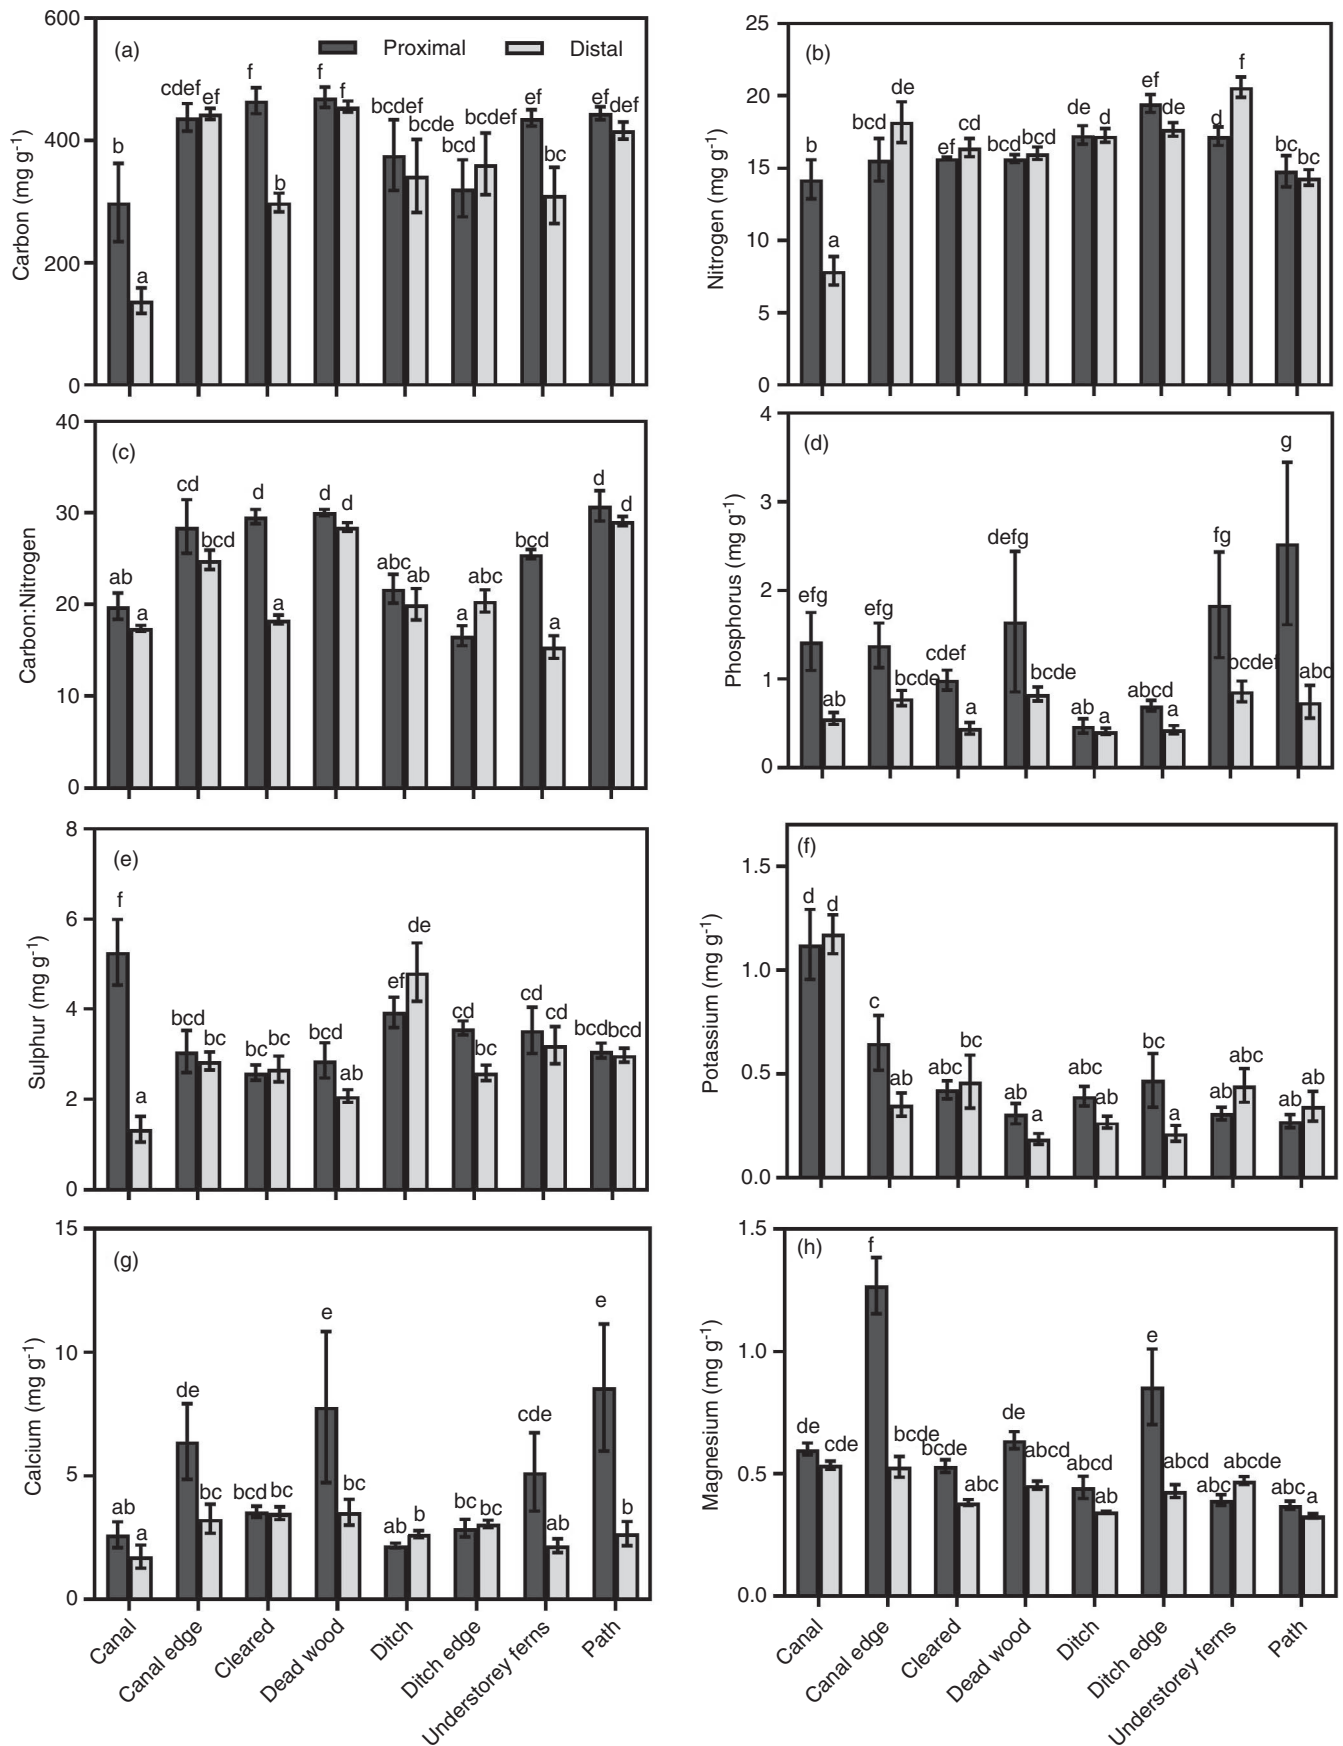 (a)
Proximal
Distal
Carbon (mg g-1)
600
400
200
0
b
a
cdef
ef
f
b
f
f
bcdef
bcde
bcd
bcdef
ef
bc
ef
def
(b)
Nitrogen (mg g-1)
25
20
15
10
5
0
b
a
bcd
de
ef
cd
bcd
bcd
de
d
ef
de
d
f
bc
bc
(c)
Carbon:Nitrogen
40
30
20
10
0
ab
a
cd
bcd
d
a
d
d
abc
ab
a
abc
bcd
a
d
d
(d)
Phosphorus (mg g-1)
4
3
2
1
0
efg
ab
efg
bcde
cdef
a
defg
bcde
ab
a
abcd
a
fg
bcdef
g
abcd
(e)
Sulphur (mg g-1)
8
6
4
2
0
f
a
bcd
bc
bc
bc
bcd
ab
ef
de
cd
bc
cd
cd
bcd
bcd
(f)
Potassium (mg g-1)
1.5
1.0
0.5
0.0
d
d
c
ab
abc
bc
ab
a
abc
ab
bc
a
ab
abc
ab
ab
(g)
Calcium (mg g-1)
15
10
5
0
ab
a
de
bc
bcd
bc
e
bc
ab
b
bc
bc
cde
ab
e
b
Canal
Canal edge
Cleared
Dead wood
Ditch
Ditch edge
Understorey ferns
Path
(h)
Magnesium (mg g-1)
1.5
1.0
0.5
0.0
de
cde
f
bcde
bcde
abc
de
abcd
abcd
ab
e
abcd
abc
abcde
abc
a
Canal
Canal edge
Cleared
Dead wood
Ditch
Ditch edge
Understorey ferns
Path